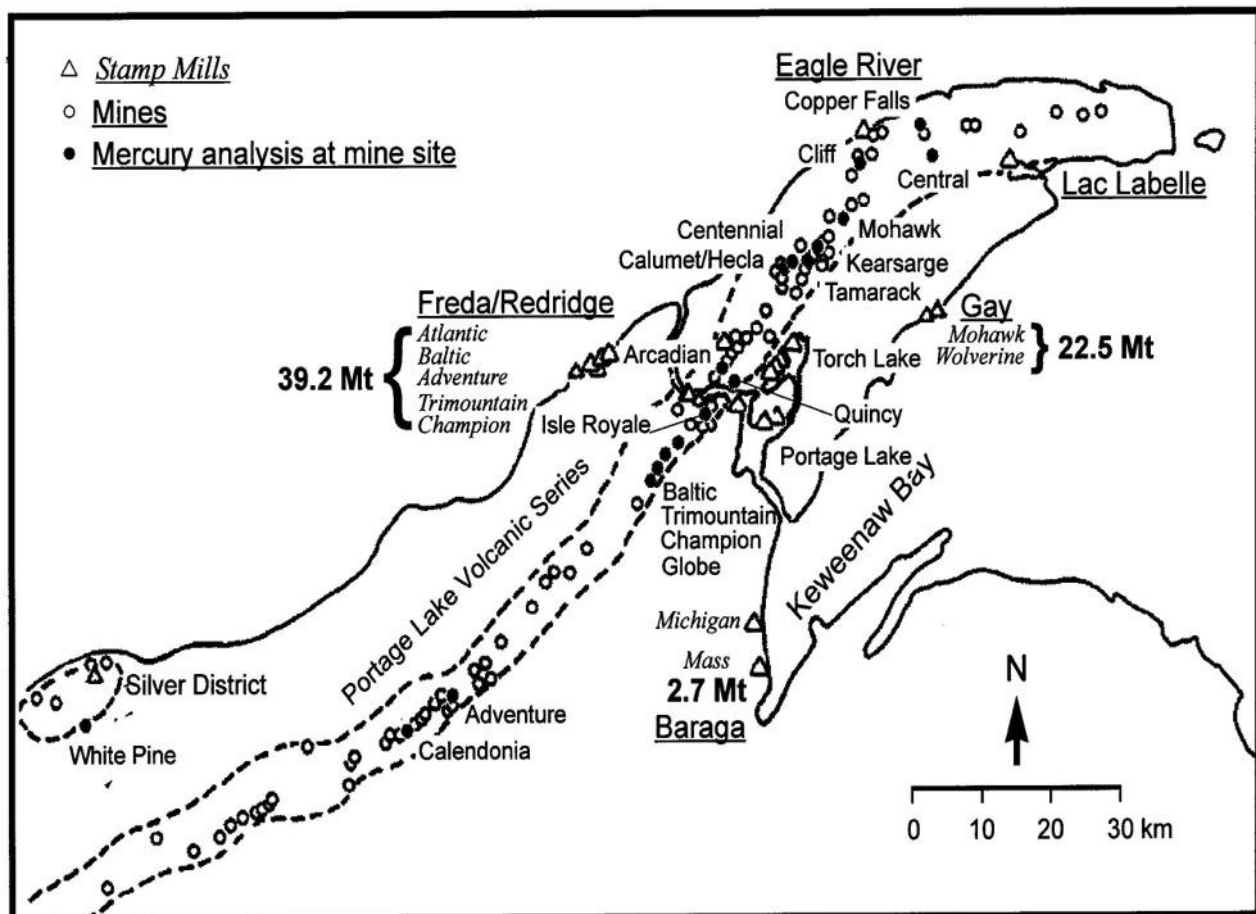 Stamp Mills
Mines
Mercury analysis at mine site
Eagle River
Copper Falls
Cliff
Central
Lac Labelle
Centennial
Calumet/Hecla
Mohawk
Kearsarge
Tamarack
Freda/Redridge
Atlantic
Baltic
Adventure
Trimountain
Champion
39.2 Mt
Gay
Mohawk
Wolverine
22.5 Mt
Arcadian
Torch Lake
Isle Royale
Quincy
Portage Lake
Portage Lake Volcanic Series
Baltic
Trimountain
Champion
Globe
Keweenaw Bay
Michigan
Mass
2.7 Mt
Baraga
Silver District
White Pine
Adventure
Calendonia
N
0 10 20 30 km